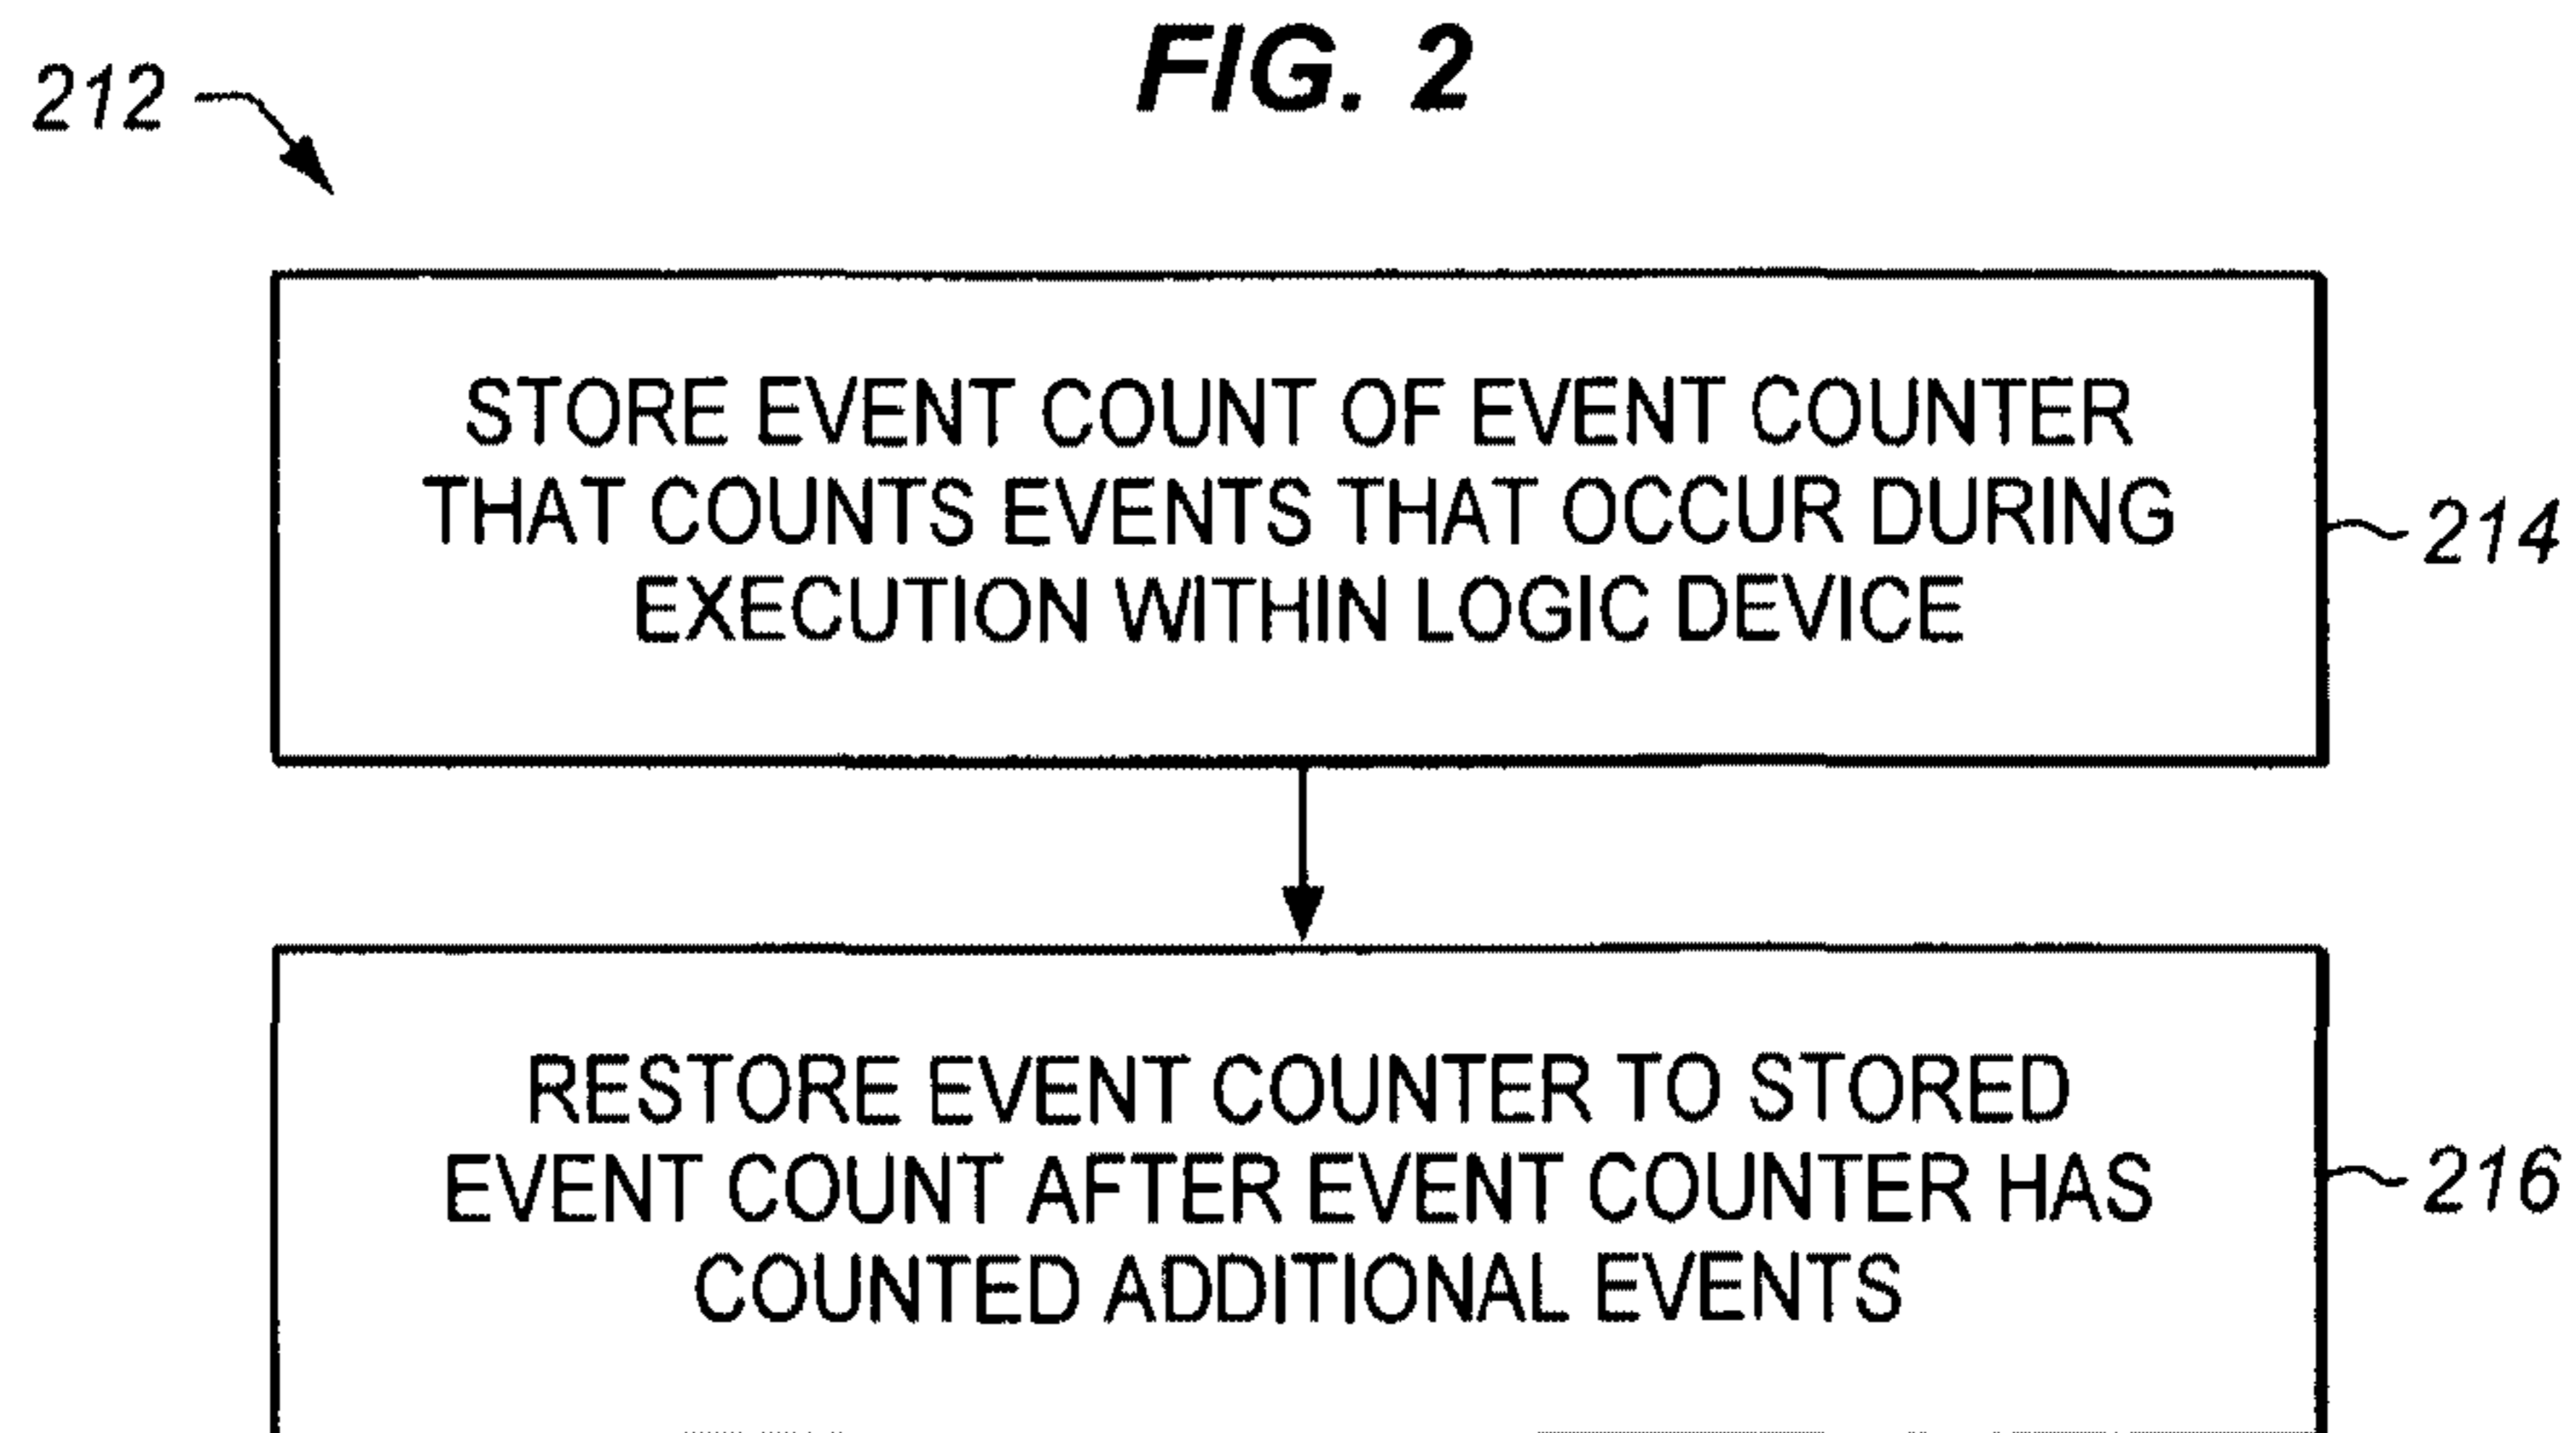 FIG. 2
212
STORE EVENT COUNT OF EVENT COUNTER
THAT COUNTS EVENTS THAT OCCUR DURING
EXECUTION WITHIN LOGIC DEVICE
214
RESTORE EVENT COUNTER TO STORED
EVENT COUNT AFTER EVENT COUNTER HAS
COUNTED ADDITIONAL EVENTS
216